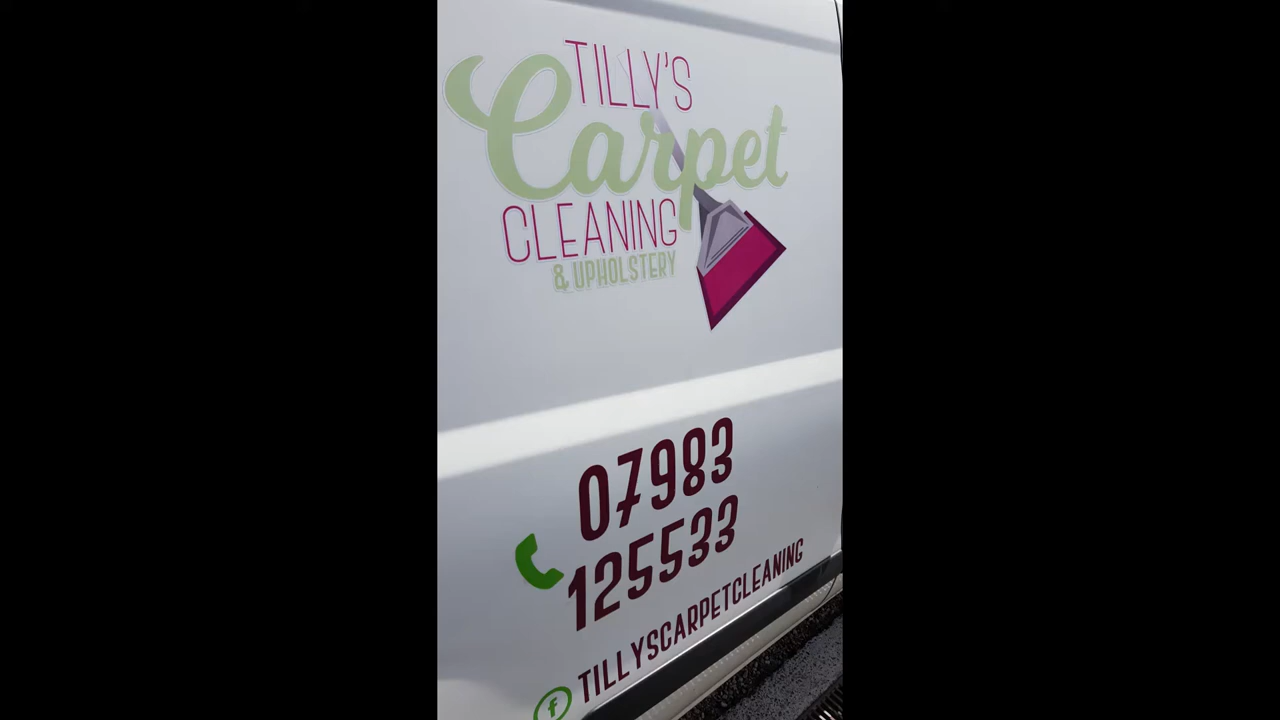 TILLY'S
Carpet
CLEANING
& UPHOLSTERY
07983
125533
TILLYSCARPETCLEANING